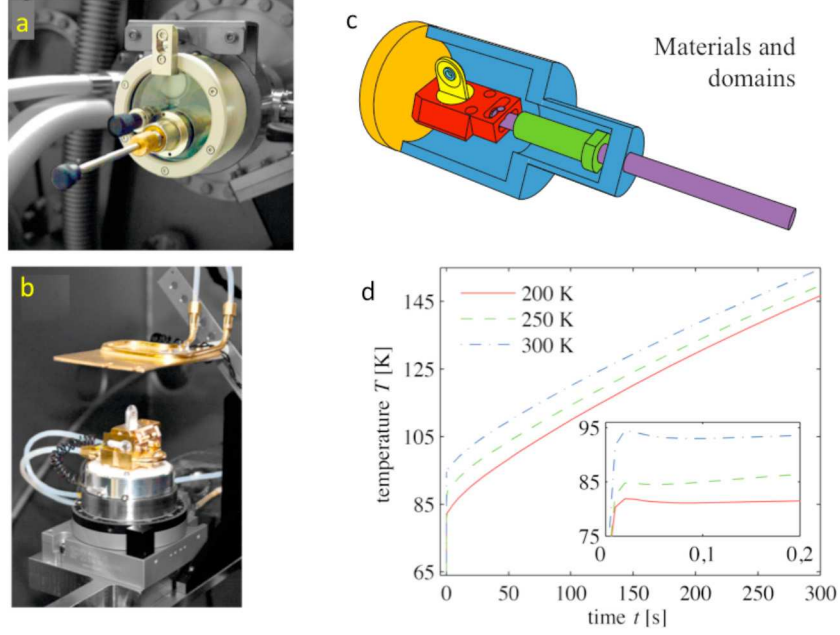 a
c
Materials and
domains
b
d
145
125
105
85
65
temperature T [K]
200 K
250 K
300 K
95
85
75
0
0,1
0,2
0
50
100
150
200
250
300
time t [s]